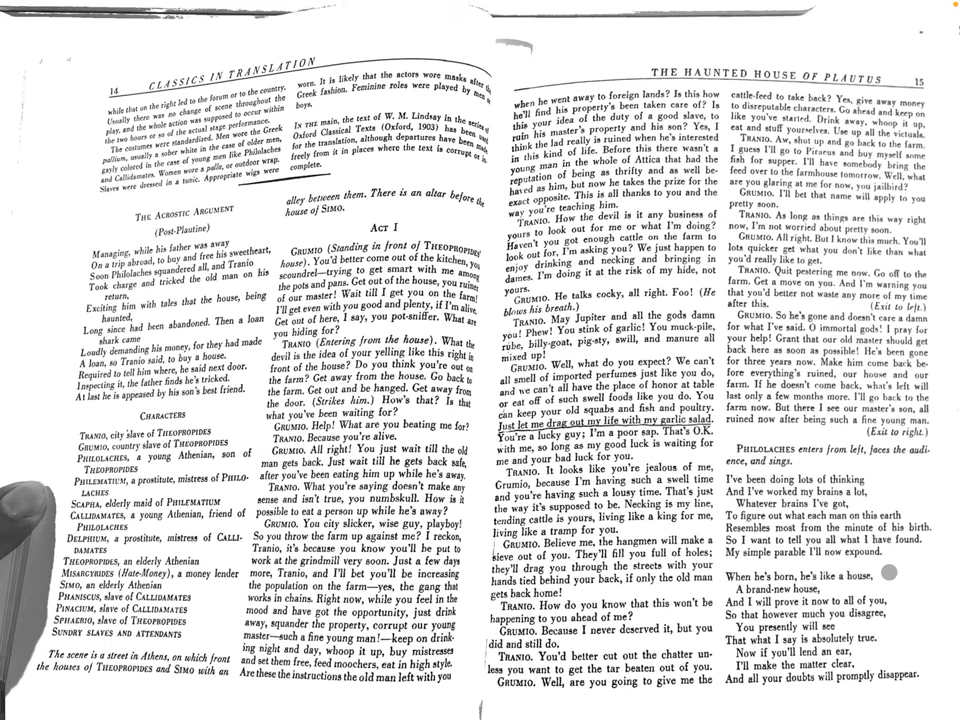 14 CLASSICS IN TRANSLATION
while that on the right led to the forum or to the country.
Usually there was no change of scene throughout the
play, and the whole action was supposed to occur within
the two hours or so of the actual stage performance.
The costumes were standardized. Men wore the Greek
pallium, usually a sober white in the case of older men,
gayly colored in the case of young men like Philolaches
and Callidamates. Women wore a palla, or outdoor wrap.
Slaves were dressed in a tunic. Appropriate wigs were
worn. It is likely that the actors wore masks after the
Greek fashion. Feminine roles were played by men or
boys.
IN THE main, the text of W. M. Lindsay in the series of
Oxford Classical Texts (Oxford, 1903) has been used
for the translation, although departures have been made
freely from it in places where the text is corrupt or in-
complete.
THE ACROSTIC ARGUMENT
(Post-Plautine)
Managing, while his father was away
On a trip abroad, to buy and free his sweetheart,
Soon Philolaches squandered all, and Tranio
Took charge and tricked the old man on his
return,
Exciting him with tales that the house, being
haunted,
Long since had been abandoned. Then a loan
shark came
Loudly demanding his money, for they had made
A loan, so Tranio said, to buy a house.
Required to tell him where, he said next door.
Inspecting it, the father finds he's tricked.
At last he is appeased by his son's best friend.
CHARACTERS
TRANIO, city slave of THEOPROPIDES
GRUMIO, country slave of THEOPROPIDES
PHILOLACHES, a young Athenian, son of
THEOPROPIDES
PHILEMATIUM, a prostitute, mistress of PHILO-
LACHES
SCAPHA, elderly maid of PHILEMATIUM
CALLIDAMATES, a young Athenian, friend of
PHILOLACHES
DELPHIUM, a prostitute, mistress of CALLI-
DAMATES
THEOPROPIDES, an elderly Athenian
MISARGYRIDES (Hate-Money), a money lender
SIMO, an elderly Athenian
PHANISCUS, slave of CALLIDAMATES
PINACIUM, slave of CALLIDAMATES
SPHAERIO, slave of THEOPROPIDES
SUNDRY SLAVES AND ATTENDANTS
The scene is a street in Athens, on which front
the houses of THEOPROPIDES and SIMO with an
alley between them. There is an altar before the
house of SIMO.
ACT I
GRUMIO (Standing in front of THEOPROPIDES'
house). You'd better come out of the kitchen, you
scoundrel—trying to get smart with me among
the pots and pans. Get out of the house, you ruiner
of our master! Wait till I get you on the farm!
I'll get even with you good and plenty, if I'm alive.
Get out of here, I say, you pot-sniffer. What are
you hiding for?
TRANIO (Entering from the house). What the
devil is the idea of your yelling like this right in
front of the house? Do you think you're out on
the farm? Get away from the house. Go back to
the farm. Get out and be hanged. Get away from
the door. (Strikes him.) How's that? Is that
what you've been waiting for?
GRUMIO. Help! What are you beating me for?
TRANIO. Because you're alive.
GRUMIO. All right! You just wait till the old
man gets back. Just wait till he gets back safe,
after you've been eating him up while he's away.
TRANIO. What you're saying doesn't make any
sense and isn't true, you numbskull. How is it
possible to eat a person up while he's away?
GRUMIO. You city slicker, wise guy, playboy!
So you throw the farm up against me? I reckon,
Tranio, it's because you know you'll be put to
work at the grindmill very soon. Just a few days
more, Tranio, and I'll bet you'll be increasing
the population on the farm—yes, the gang that
works in chains. Right now, while you feel in the
mood and have got the opportunity, just drink
away, squander the property, corrupt our young
master—such a fine young man!—keep on drink-
ing night and day, whoop it up, buy mistresses
and set them free, feed moochers, eat in high style.
Are these the instructions the old man left with you
THE HAUNTED HOUSE OF PLAUTUS 15
when he went away to foreign lands? Is this how
he'll find his property's been taken care of? Is
this your idea of the duty of a good slave, to
ruin his master's property and his son? Yes, I
think the lad really is ruined when he's interested
in this kind of life. Before this there wasn't a
young man in the whole of Attica that had the
reputation of being as thrifty and as well be-
haved as him, but now he takes the prize for the
exact opposite. This is all thanks to you and the
way you're teaching him.
TRANIO. How the devil is it any business of
yours to look out for me or what I'm doing?
Haven't you got enough cattle on the farm to
look out for, I'm asking you? We just happen to
enjoy drinking and necking and bringing in
dames. I'm doing it at the risk of my hide, not
yours.
GRUMIO. He talks cocky, all right. Foo! (He
blows his breath.)
TRANIO. May Jupiter and all the gods damn
you! Phew! You stink of garlic! You muck-pile,
rube, billy-goat, pig-sty, swill, and manure all
mixed up!
GRUMIO. Well, what do you expect? We can't
all smell of imported perfumes just like you do,
and we can't all have the place of honor at table
or eat off of such swell foods like you do. You
can keep your old squabs and fish and poultry.
Just let me drag out my life with my garlic salad.
You're a lucky guy; I'm a poor sap. That's O.K.
with me, so long as my good luck is waiting for
me and your bad luck for you.
TRANIO. It looks like you're jealous of me,
Grumio, because I'm having such a swell time
and you're having such a lousy time. That's just
the way it's supposed to be. Necking is my line,
tending cattle is yours, living like a king for me,
living like a tramp for you.
GRUMIO. Believe me, the hangmen will make a
sieve out of you. They'll fill you full of holes;
they'll drag you through the streets with your
hands tied behind your back, if only the old man
gets back home!
TRANIO. How do you know that this won't be
happening to you ahead of me?
GRUMIO. Because I never deserved it, but you
did and still do.
TRANIO. You'd better cut out the chatter un-
less you want to get the tar beaten out of you.
GRUMIO. Well, are you going to give me the
cattle-feed to take back? Yes, give away money
to disreputable characters. Go ahead and keep on
like you've started. Drink away, whoop it up,
eat and stuff yourselves. Use up all the victuals.
TRANIO. Aw, shut up and go back to the farm.
I guess I'll go to Piraeus and buy myself some
fish for supper. I'll have somebody bring the
feed over to the farmhouse tomorrow. Well, what
are you glaring at me for now, you jailbird?
GRUMIO. I'll bet that name will apply to you
pretty soon.
TRANIO. As long as things are this way right
now, I'm not worried about pretty soon.
GRUMIO. All right. But I know this much. You'll
lots quicker get what you don't like than what
you'd really like to get.
TRANIO. Quit pestering me now. Go off to the
farm. Get a move on. And I'm warning you
that you'd better not waste any more of my time
after this. (Exit to left.)
GRUMIO. So he's gone and doesn't care a damn
for what I've said. O immortal gods! I pray for
your help! Grant that our old master should get
back here as soon as possible! He's been gone
for three years now. Make him come back be-
fore everything's ruined, our house and our
farm. If he doesn't come back, what's left will
last only a few months more. I'll go back to the
farm now. But there I see our master's son, all
ruined now after being such a fine young man.
(Exit to right.)
PHILOLACHES enters from left, faces the audi-
ence, and sings.
I've been doing lots of thinking
And I've worked my brains a lot,
Whatever brains I've got,
To figure out what each man on this earth
Resembles most from the minute of his birth.
So I want to tell you all what I have found.
My simple parable I'll now expound.
When he's born, he's like a house,
A brand-new house,
And I will prove it now to all of you,
So that however much you disagree,
You presently will see
That what I say is absolutely true.
Now if you'll lend an ear,
I'll make the matter clear,
And all your doubts will promptly disappear.